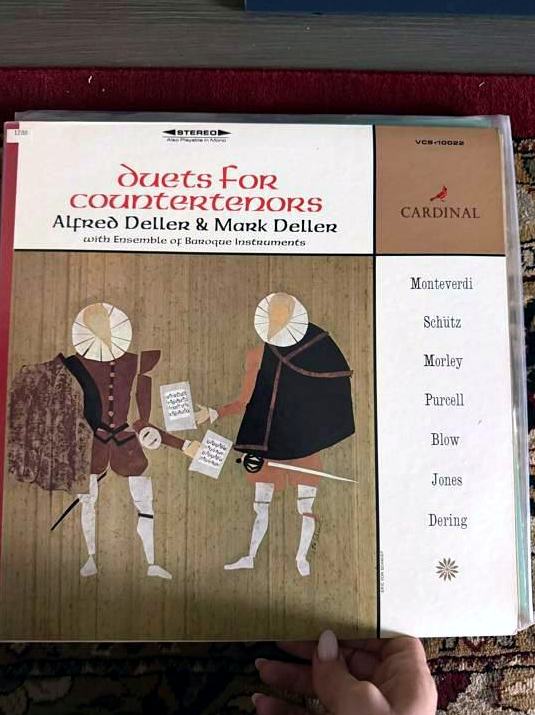 1288
STEREO
Also Playable in Mono
VCS-10022
duets for
countertenors
Alfred Deller & Mark Deller
with Ensemble of Baroque Instruments
CARDINAL
Monteverdi
Schütz
Morley
Purcell
Blow
Jones
Dering